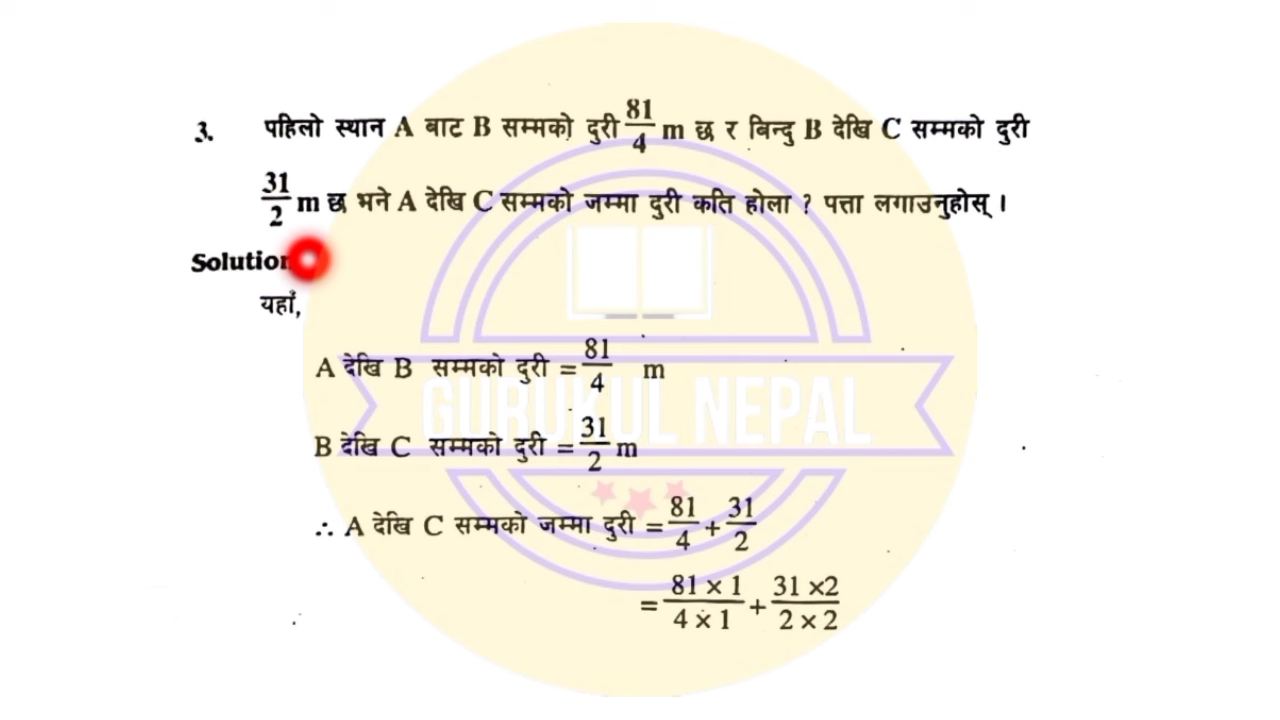 3. पहिलो स्थान A बाट B सम्मको दुरी 81/4 m छ र बिन्दु B देखि C सम्मको दुरी
31/2 m छ भने A देखि C सम्मको जम्मा दुरी कति होला ? पत्ता लगाउनुहोस् ।
Solution
यहाँ,
A देखि B सम्मको दुरी = 81/4 m
GURUKUL NEPAL
B देखि C सम्मको दुरी = 31/2 m
∴ A देखि C सम्मको जम्मा दुरी = 81/4 + 31/2
= 81 × 1/4 × 1 + 31 × 2/2 × 2